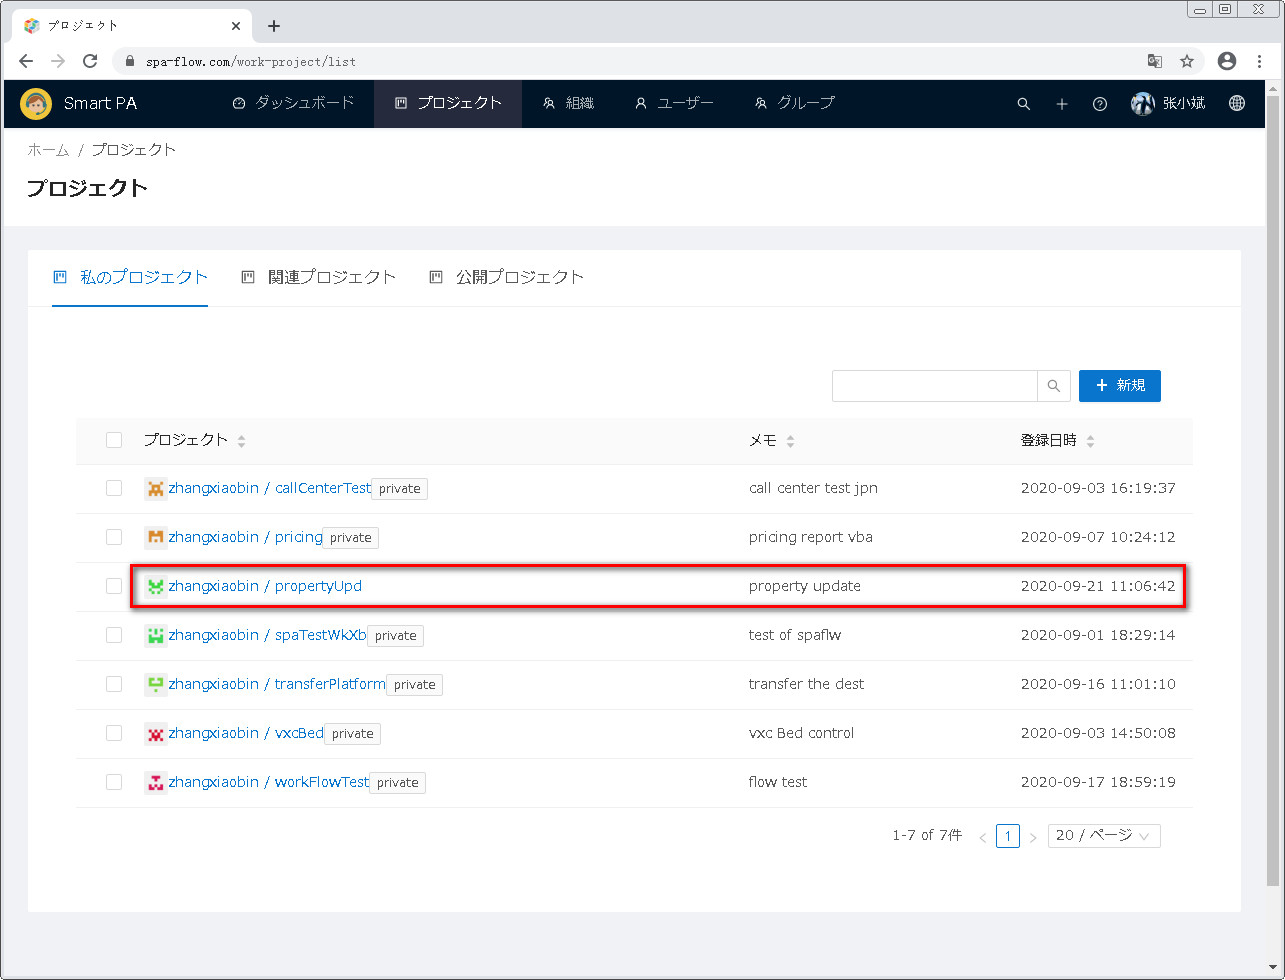 プロジェクト
spa-flow.com/work-project/list
Smart PA ダッシュボード プロジェクト 組織 ユーザー グループ 张小斌
ホーム / プロジェクト
プロジェクト
私のプロジェクト 関連プロジェクト 公開プロジェクト
新規
プロジェクト メモ 登録日時
zhangxiaobin / callCenterTest private call center test jpn 2020-09-03 16:19:37
zhangxiaobin / pricing private pricing report vba 2020-09-07 10:24:12
zhangxiaobin / propertyUpd property update 2020-09-21 11:06:42
zhangxiaobin / spaTestWkXb private test of spaflw 2020-09-01 18:29:14
zhangxiaobin / transferPlatform private transfer the dest 2020-09-16 11:01:10
zhangxiaobin / vxcBed private vxc Bed control 2020-09-03 14:50:08
zhangxiaobin / workFlowTest private flow test 2020-09-17 18:59:19
1-7 of 7件 < 1 > 20 / ページ